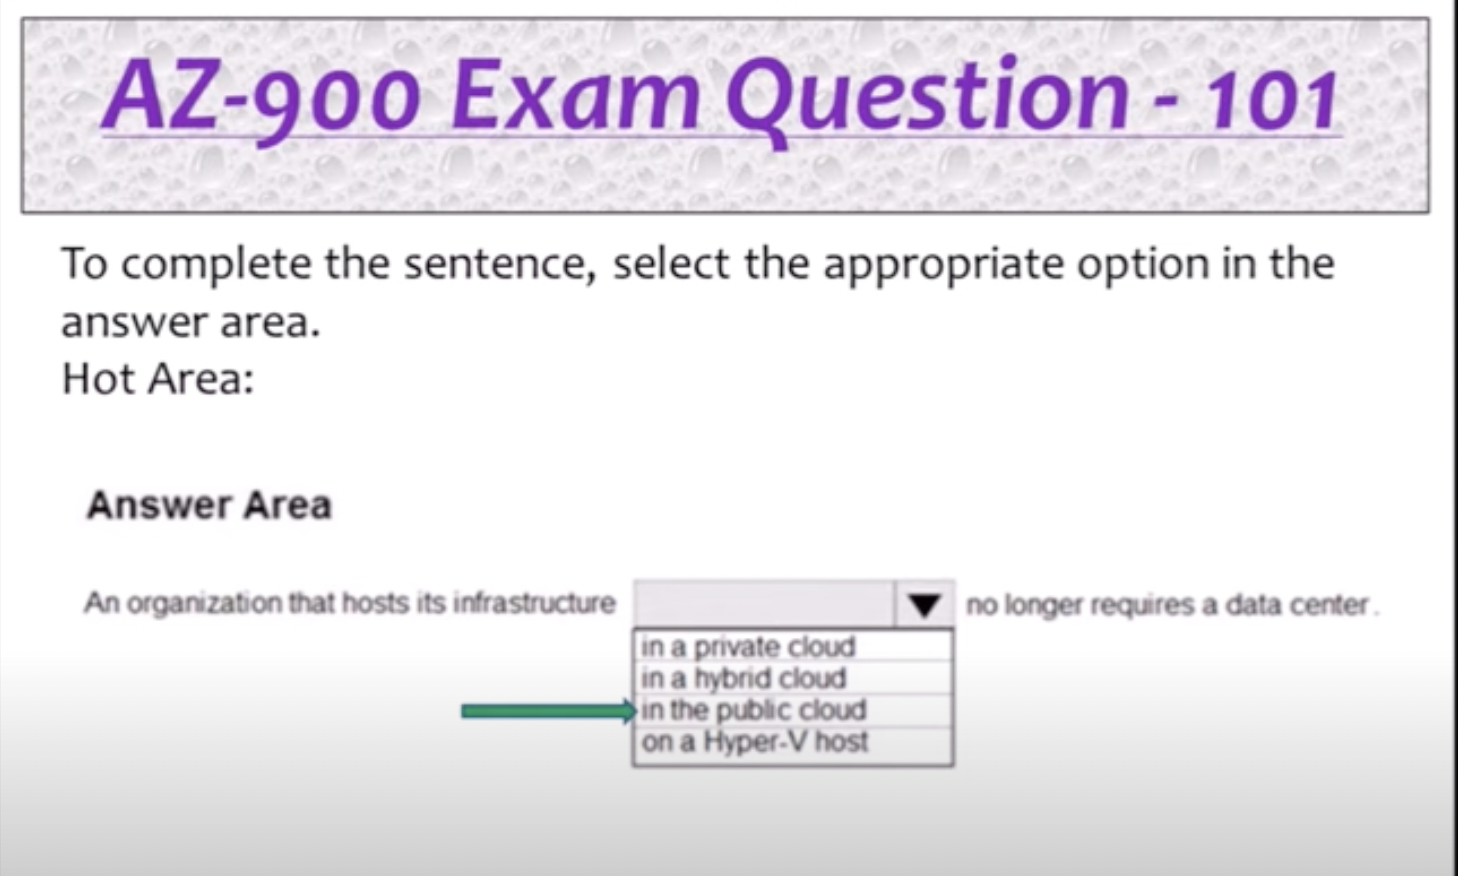 AZ-900 Exam Question - 101
To complete the sentence, select the appropriate option in the
answer area.
Hot Area:
Answer Area
An organization that hosts its infrastructure no longer requires a data center.
in a private cloud
in a hybrid cloud
in the public cloud
on a Hyper-V host